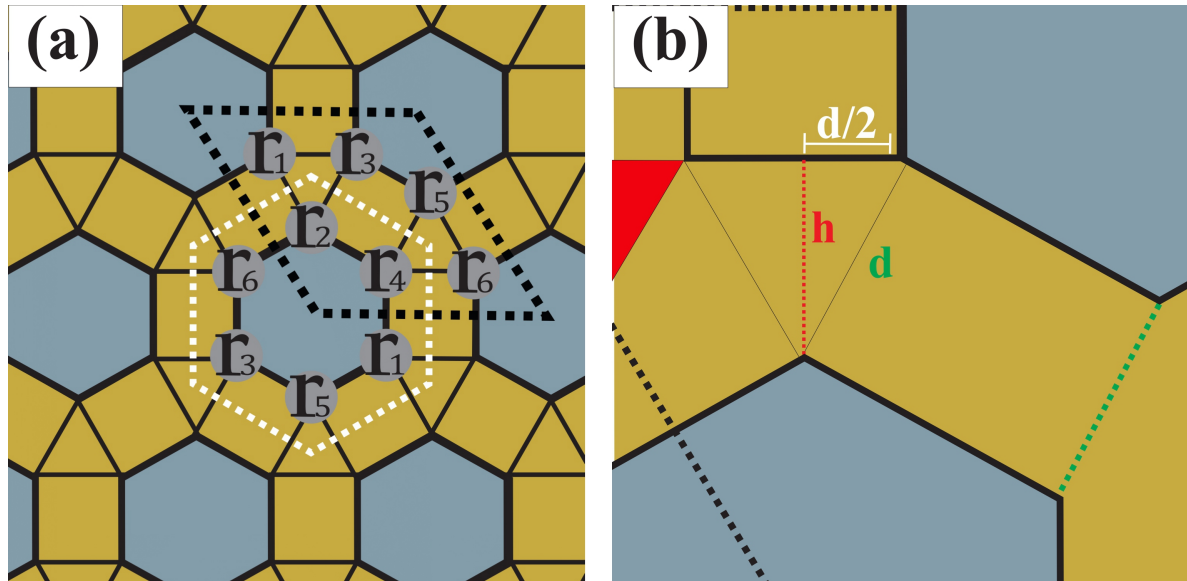 (a)
r₁ r₃
r₅
r₂
r₆ r₄ r₆
r₃ r₁
r₅
(b)
d/2
h
d